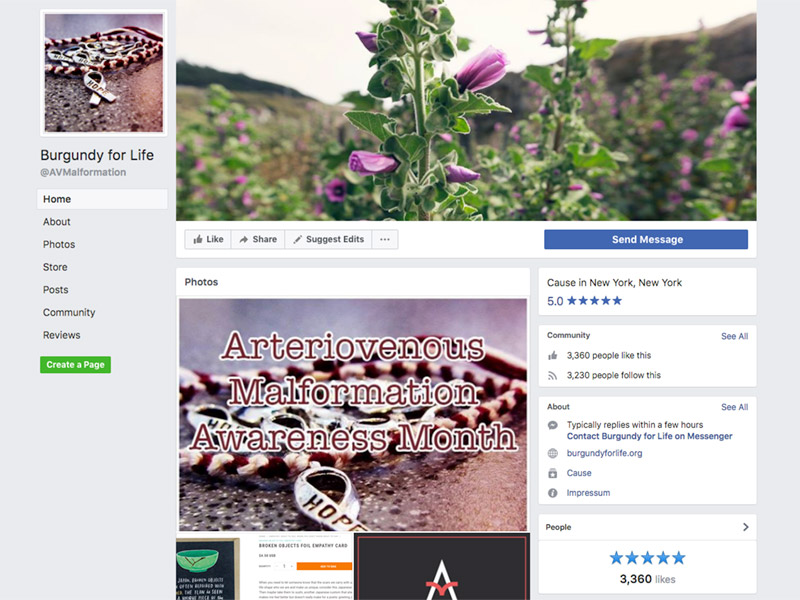 Burgundy for Life
@AVMalformation
Home
About
Photos
Store
Posts
Community
Reviews
Create a Page
Like
Share
Suggest Edits
Send Message
Photos
HOPE
Arteriovenous
Malformation
Awareness Month
HOPE
BROKEN OBJECTS FOIL EMPATHY CARD
Cause in New York, New York
5.0
Community
See All
3,360 people like this
3,230 people follow this
About
See All
Typically replies within a few hours
Contact Burgundy for Life on Messenger
burgundyforlife.org
Cause
Impressum
People
3,360 likes